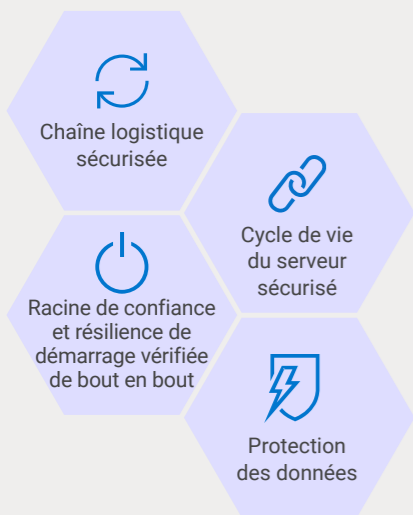 Chaîne logistique
sécurisée
Cycle de vie
du serveur
sécurisé
Racine de confiance
et résilience de
démarrage vérifiée
de bout en bout
Protection
des données